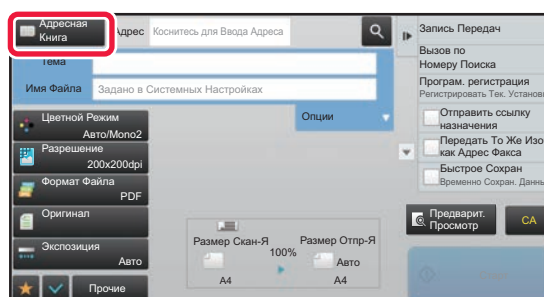 Адресная
Книга
Адрес
Коснитесь для Ввода Адреса
Тема
Имя Файла
Задано в Системных Настройках
Цветной Режим
Авто/Mono2
Разрешение
200x200dpi
Формат Файла
PDF
Оригинал
Экспозиция
Авто
Прочие
Опции
Размер Скан-Я
100%
Размер Отпр-Я
Авто
A4
A4
Запись Передач
Вызов по
Номеру Поиска
Програм. регистрация
Регистрировать Тек. Установ
Отправить ссылку
назначения
Передать То Же Изо
как Адрес Факса
Быстрое Сохран
Временно Сохран. Данн
Предварит.
Просмотр
CA